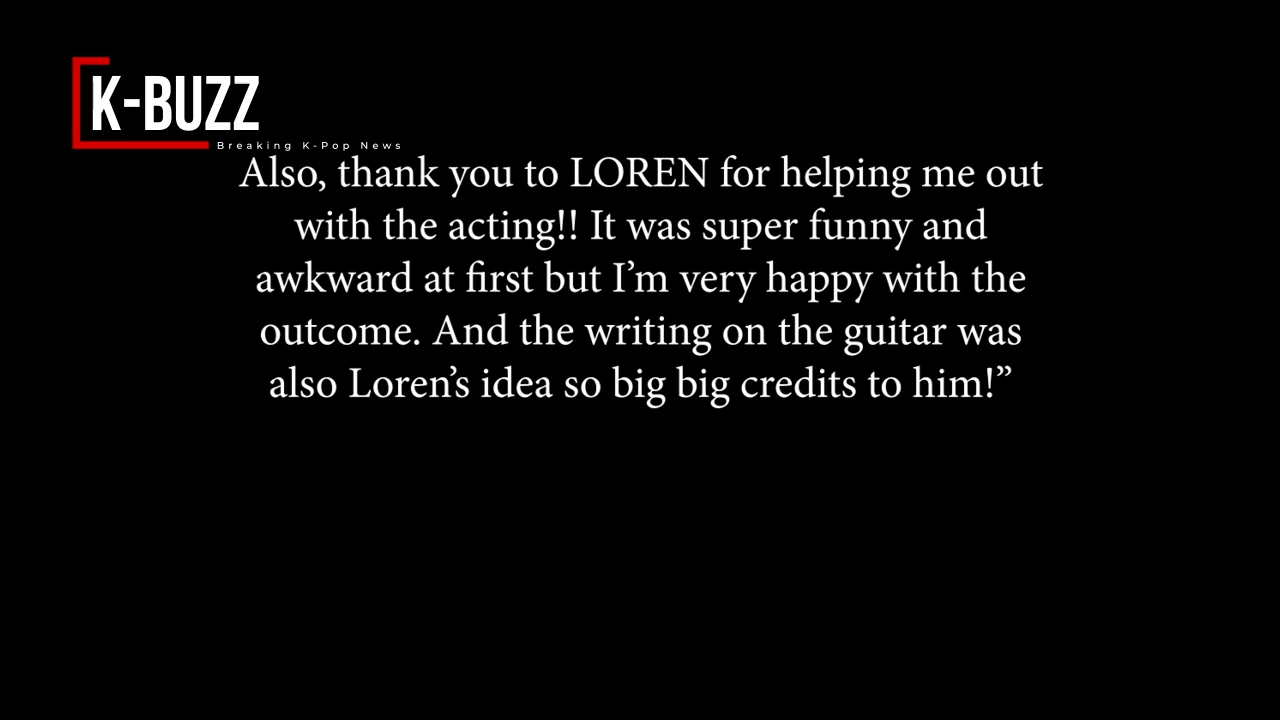 K-BUZZ
Breaking K-Pop News
Also, thank you to LOREN for helping me out
with the acting!! It was super funny and
awkward at first but I’m very happy with the
outcome. And the writing on the guitar was
also Loren’s idea so big big credits to him!”